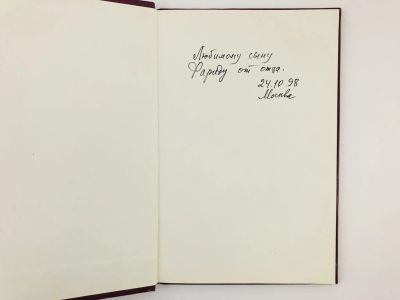 Любимому сыну
Фариду от отца.
24.10.98
Москва